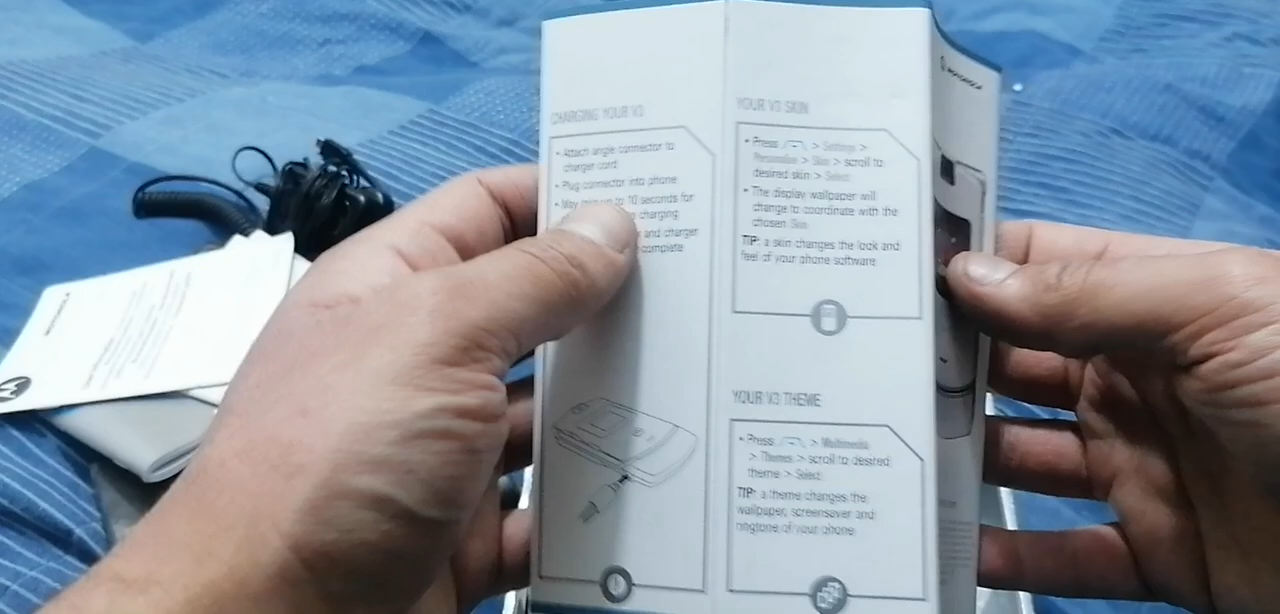 CHARGING YOUR V3
• Attach angle connector to
charger cord
• Plug connector into phone
• May up to 10 seconds for
charging
and charger
complete
YOUR V3 SKIN
• Press > Settings >
Personalise > Skin > scroll to
desired skin > Select
• The display wallpaper will
change to coordinate with the
chosen Skin
TIP: a skin changes the look and
feel of your phone software
YOUR V3 THEME
• Press > Multimedia
> Themes > scroll to desired
theme > Select
TIP: a theme changes the
wallpaper, screensaver and
ringtone of your phone
MOTOROLA